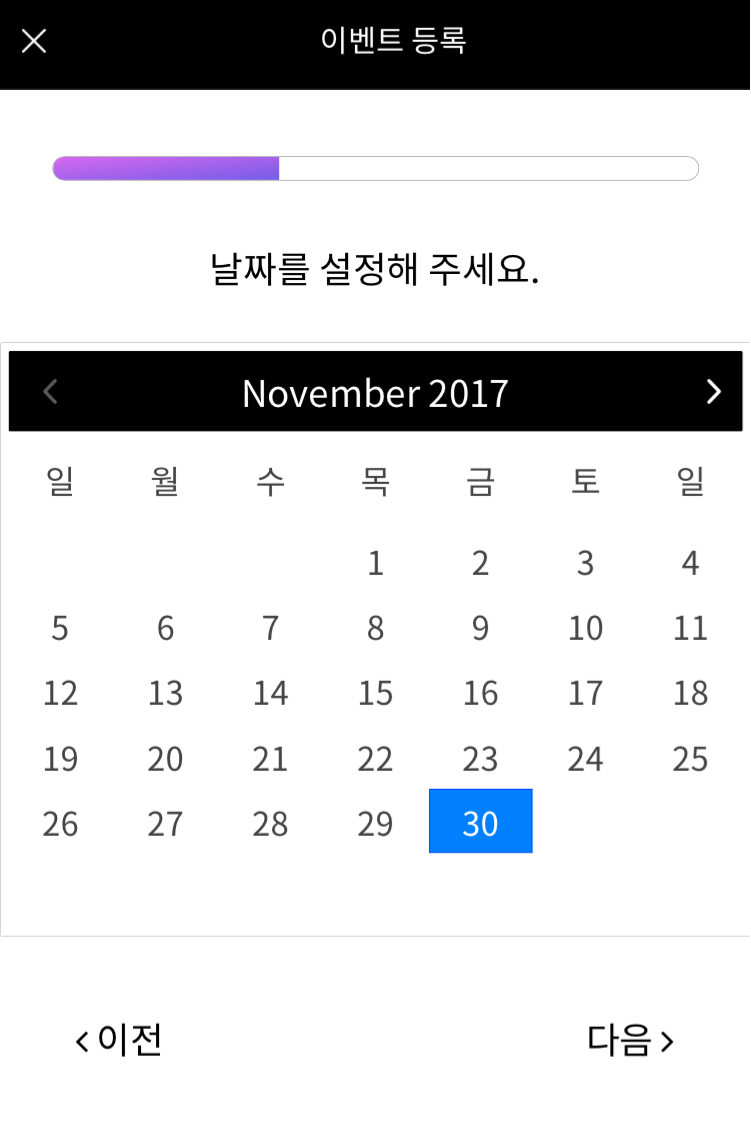 이벤트 등록
날짜를 설정해 주세요.
November 2017
일 월 수 목 금 토 일
1 2 3 4
5 6 7 8 9 10 11
12 13 14 15 16 17 18
19 20 21 22 23 24 25
26 27 28 29 30
이전 다음